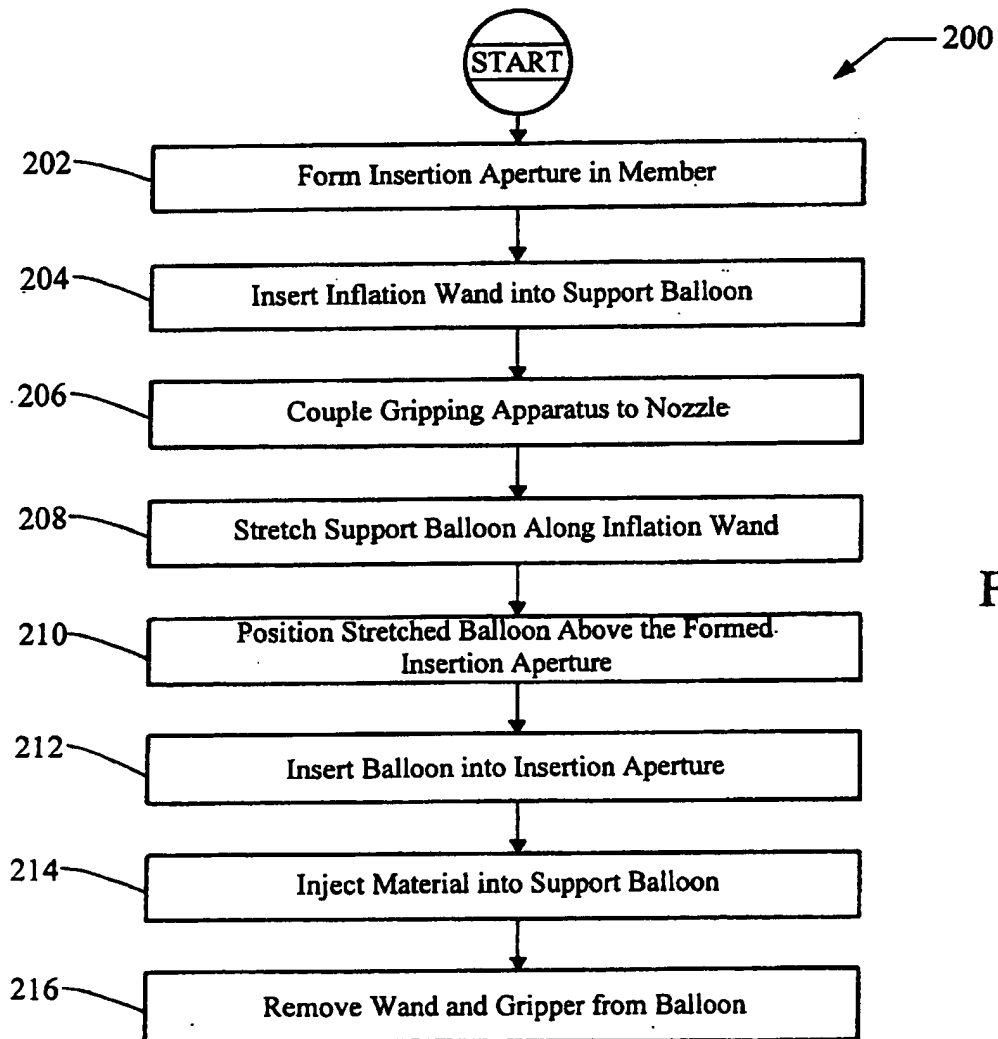 START
200
202
Form Insertion Aperture in Member
204
Insert Inflation Wand into Support Balloon
206
Couple Gripping Apparatus to Nozzle
208
Stretch Support Balloon Along Inflation Wand
F
210
Position Stretched Balloon Above the Formed
Insertion Aperture
212
Insert Balloon into Insertion Aperture
214
Inject Material into Support Balloon
216
Remove Wand and Gripper from Balloon